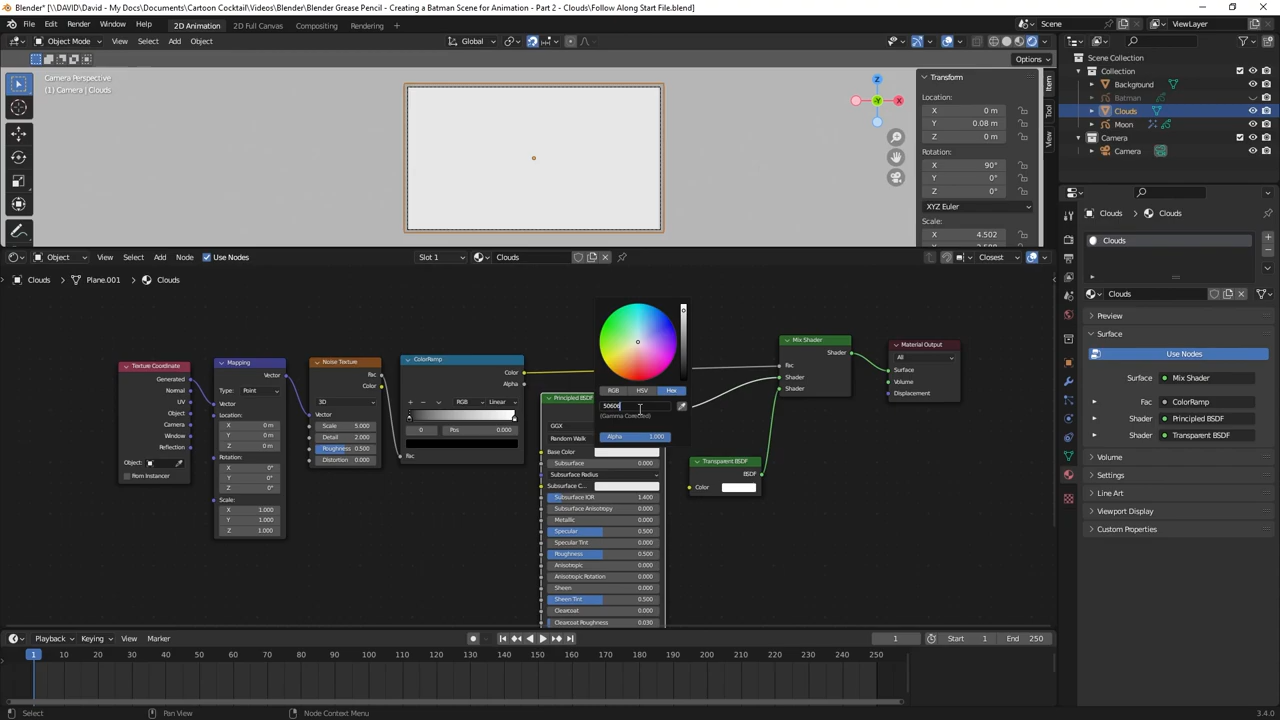 Blender* [\\DAVID\David - My Docs\Documents\Cartoon Cocktail\Videos\Blender\Blender Grease Pencil - Creating a Batman Scene for Animation - Part 2 - Clouds\Follow Along Start File.blend]
File Edit Render Window Help 2D Animation 2D Full Canvas Compositing Rendering Scene ViewLayer
Object Mode View Select Add Object Global
Options
Camera Perspective
(1) Camera | Clouds
Z
-Y
X
Transform
Location:
X 0 m
Y 0.08 m
Z 0 m
Rotation:
X 90°
Y 0°
Z 0°
XYZ Euler
Scale:
X 4.502
Item
Tool
View
Scene Collection
Collection
Background
Batman
Clouds
Moon
Camera
Camera
Object View Select Add Node Use Nodes Slot 1 Clouds Closest
Clouds Plane.001 Clouds
Texture Coordinate
Generated
Normal
UV
Object
Camera
Window
Reflection
Object:
From Instancer
Mapping
Vector
Type: Point
Vector
Location:
X 0 m
Y 0 m
Z 0 m
Rotation:
X 0°
Y 0°
Z 0°
Scale:
X 1.000
Y 1.000
Z 1.000
Noise Texture
Fac
Color
3D
Vector
Scale 5.000
Detail 2.000
Roughness 0.500
Distortion 0.000
ColorRamp
Color
Alpha
RGB Linear
0 Pos 0.000
Fac
RGB HSV Hex
50606
(Gamma Corrected)
Alpha 1.000
Principled BSDF
GGX
Random Walk
Base Color
Subsurface 0.000
Subsurface Radius
Subsurface C...
Subsurface IOR 1.400
Subsurface Anisotropy 0.000
Metallic 0.000
Specular 0.500
Specular Tint 0.000
Roughness 0.500
Anisotropic 0.000
Anisotropic Rotation 0.000
Sheen 0.000
Sheen Tint 0.500
Clearcoat 0.000
Clearcoat Roughness 0.030
Transparent BSDF
BSDF
Color
Mix Shader
Shader
Fac
Shader
Shader
Material Output
All
Surface
Volume
Displacement
Clouds Clouds
Clouds
Clouds
Preview
Surface
Use Nodes
Surface Mix Shader
Fac ColorRamp
Shader Principled BSDF
Shader Transparent BSDF
Volume
Settings
Line Art
Viewport Display
Custom Properties
Playback Keying View Marker 1 Start 1 End 250
1 10 20 30 40 50 60 70 80 90 100 110 120 130 140 150 160 170 180 190 200 210 220 230 240 250
Select Pan View Node Context Menu 3.4.0